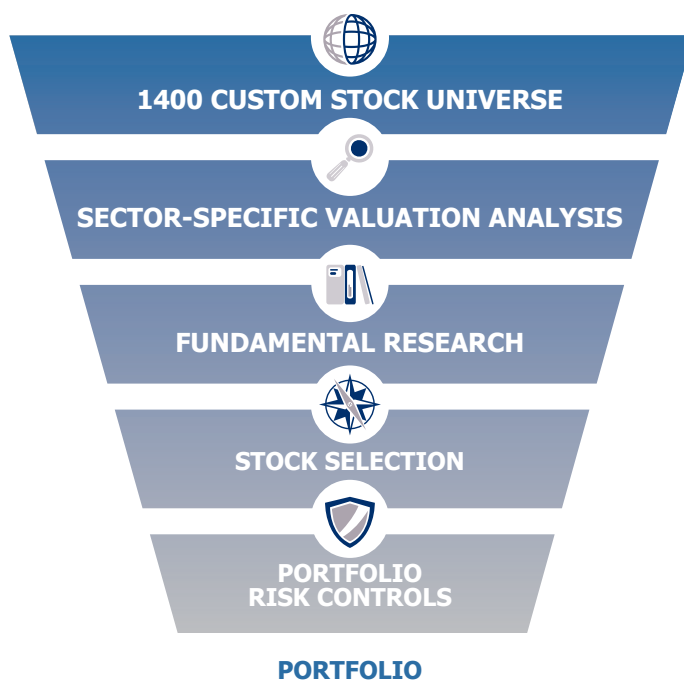 1400 CUSTOM STOCK UNIVERSE
SECTOR-SPECIFIC VALUATION ANALYSIS
FUNDAMENTAL RESEARCH
STOCK SELECTION
PORTFOLIO
RISK CONTROLS
PORTFOLIO